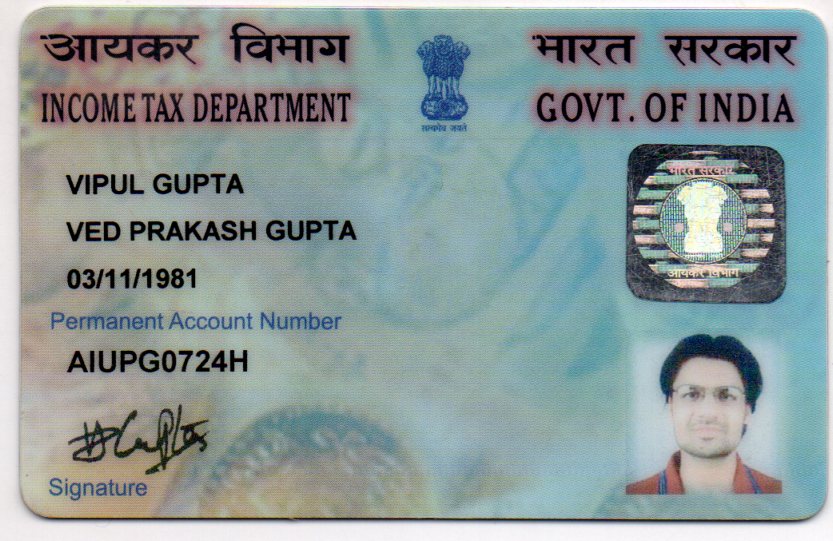 आयकर विभाग
भारत सरकार
INCOME TAX DEPARTMENT
GOVT. OF INDIA
सत्यमेव जयते
VIPUL GUPTA
VED PRAKASH GUPTA
03/11/1981
Permanent Account Number
AIUPG0724H
Signature
भारत सरकार
आयकर विभाग